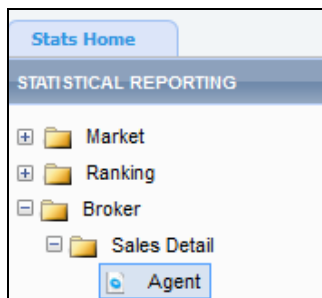 Stats Home
STATISTICAL REPORTING
Market
Ranking
Broker
Sales Detail
Agent